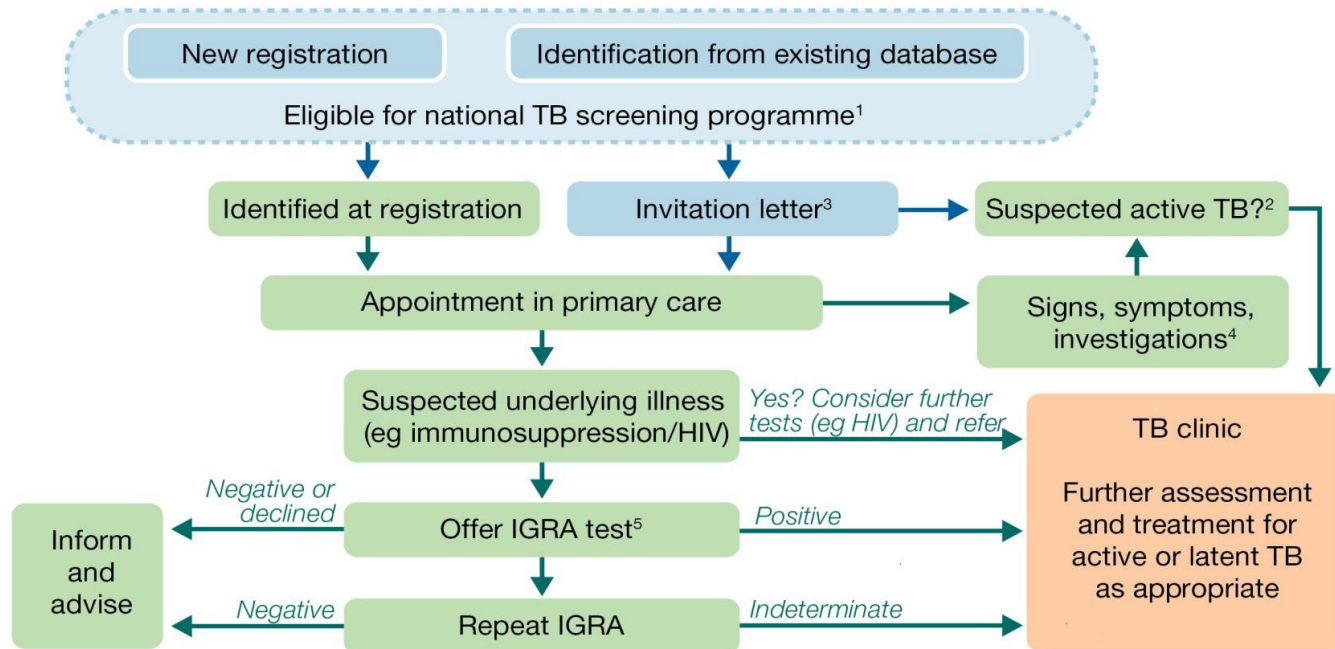 New registration
Identification from existing database
Eligible for national TB screening programme¹
Identified at registration
Invitation letter³
Suspected active TB?²
Appointment in primary care
Signs, symptoms,
investigations⁴
Suspected underlying illness
(eg immunosuppression/HIV)
Yes? Consider further
tests (eg HIV) and refer
TB clinic
Further assessment
and treatment for
active or latent TB
as appropriate
Negative or
declined
Offer IGRA test⁵
Positive
Inform
and
advise
Negative
Repeat IGRA
Indeterminate